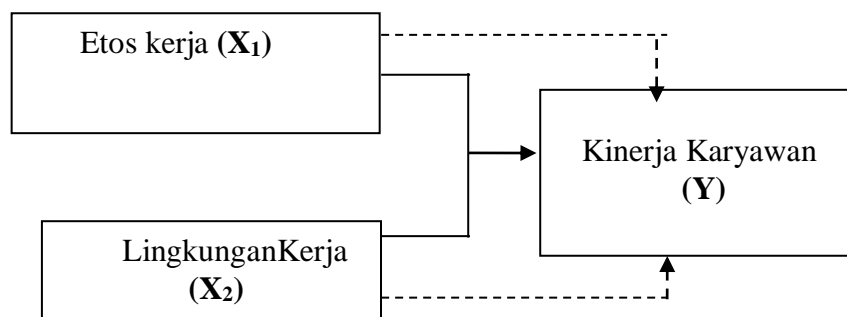 Etos kerja (X₁)
Kinerja Karyawan
(Y)
LingkunganKerja
(X₂)